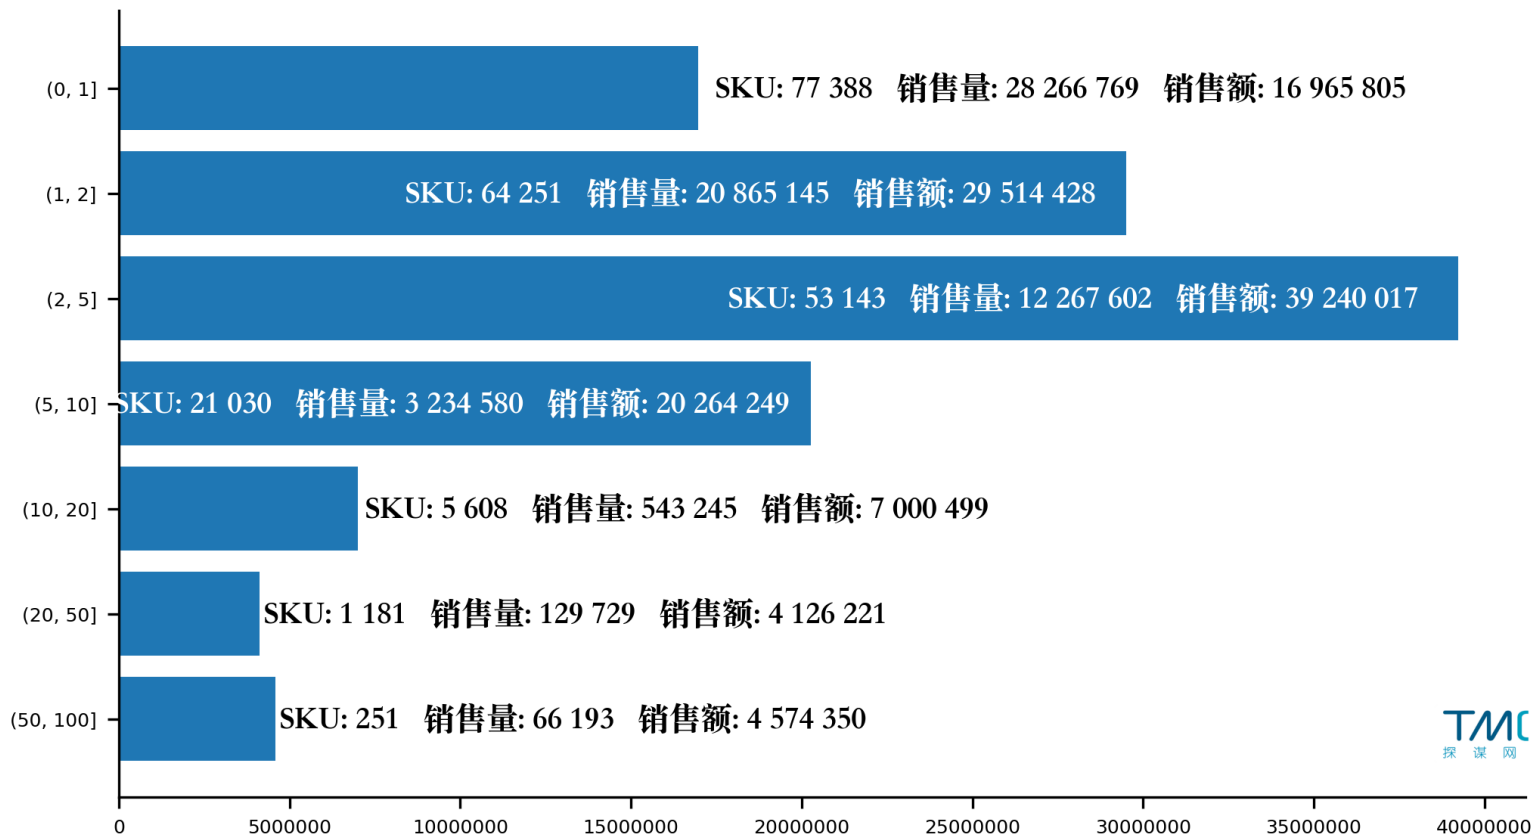 (0, 1] SKU: 77 388 销售量: 28 266 769 销售额: 16 965 805
(1, 2] SKU: 64 251 销售量: 20 865 145 销售额: 29 514 428
(2, 5] SKU: 53 143 销售量: 12 267 602 销售额: 39 240 017
(5, 10] SKU: 21 030 销售量: 3 234 580 销售额: 20 264 249
(10, 20] SKU: 5 608 销售量: 543 245 销售额: 7 000 499
(20, 50] SKU: 1 181 销售量: 129 729 销售额: 4 126 221
(50, 100] SKU: 251 销售量: 66 193 销售额: 4 574 350
TM
探谋网
0 5000000 10000000 15000000 20000000 25000000 30000000 35000000 40000000